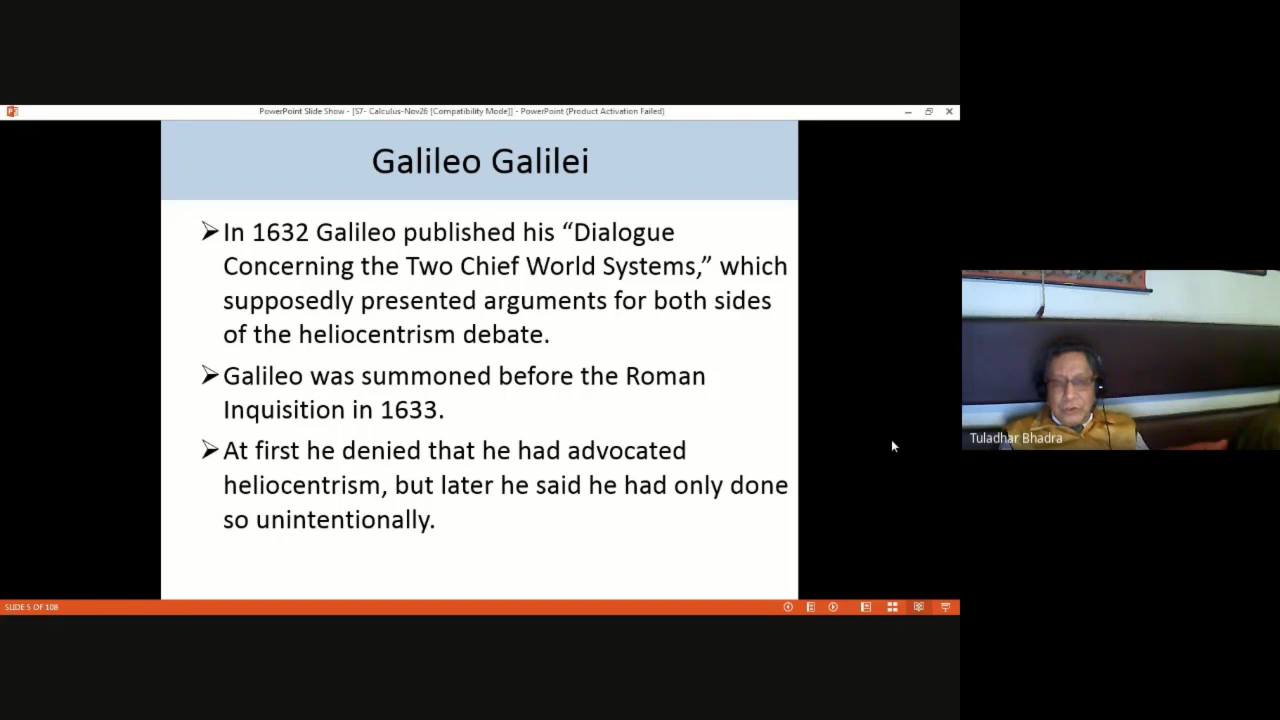 PowerPoint Slide Show - [S7- Calculus-Nov26 [Compatibility Mode]] - PowerPoint (Product Activation Failed)
Galileo Galilei
➢In 1632 Galileo published his “Dialogue
Concerning the Two Chief World Systems,” which
supposedly presented arguments for both sides
of the heliocentrism debate.
➢Galileo was summoned before the Roman
Inquisition in 1633.
➢At first he denied that he had advocated
heliocentrism, but later he said he had only done
so unintentionally.
Tuladhar Bhadra
SLIDE 5 OF 108